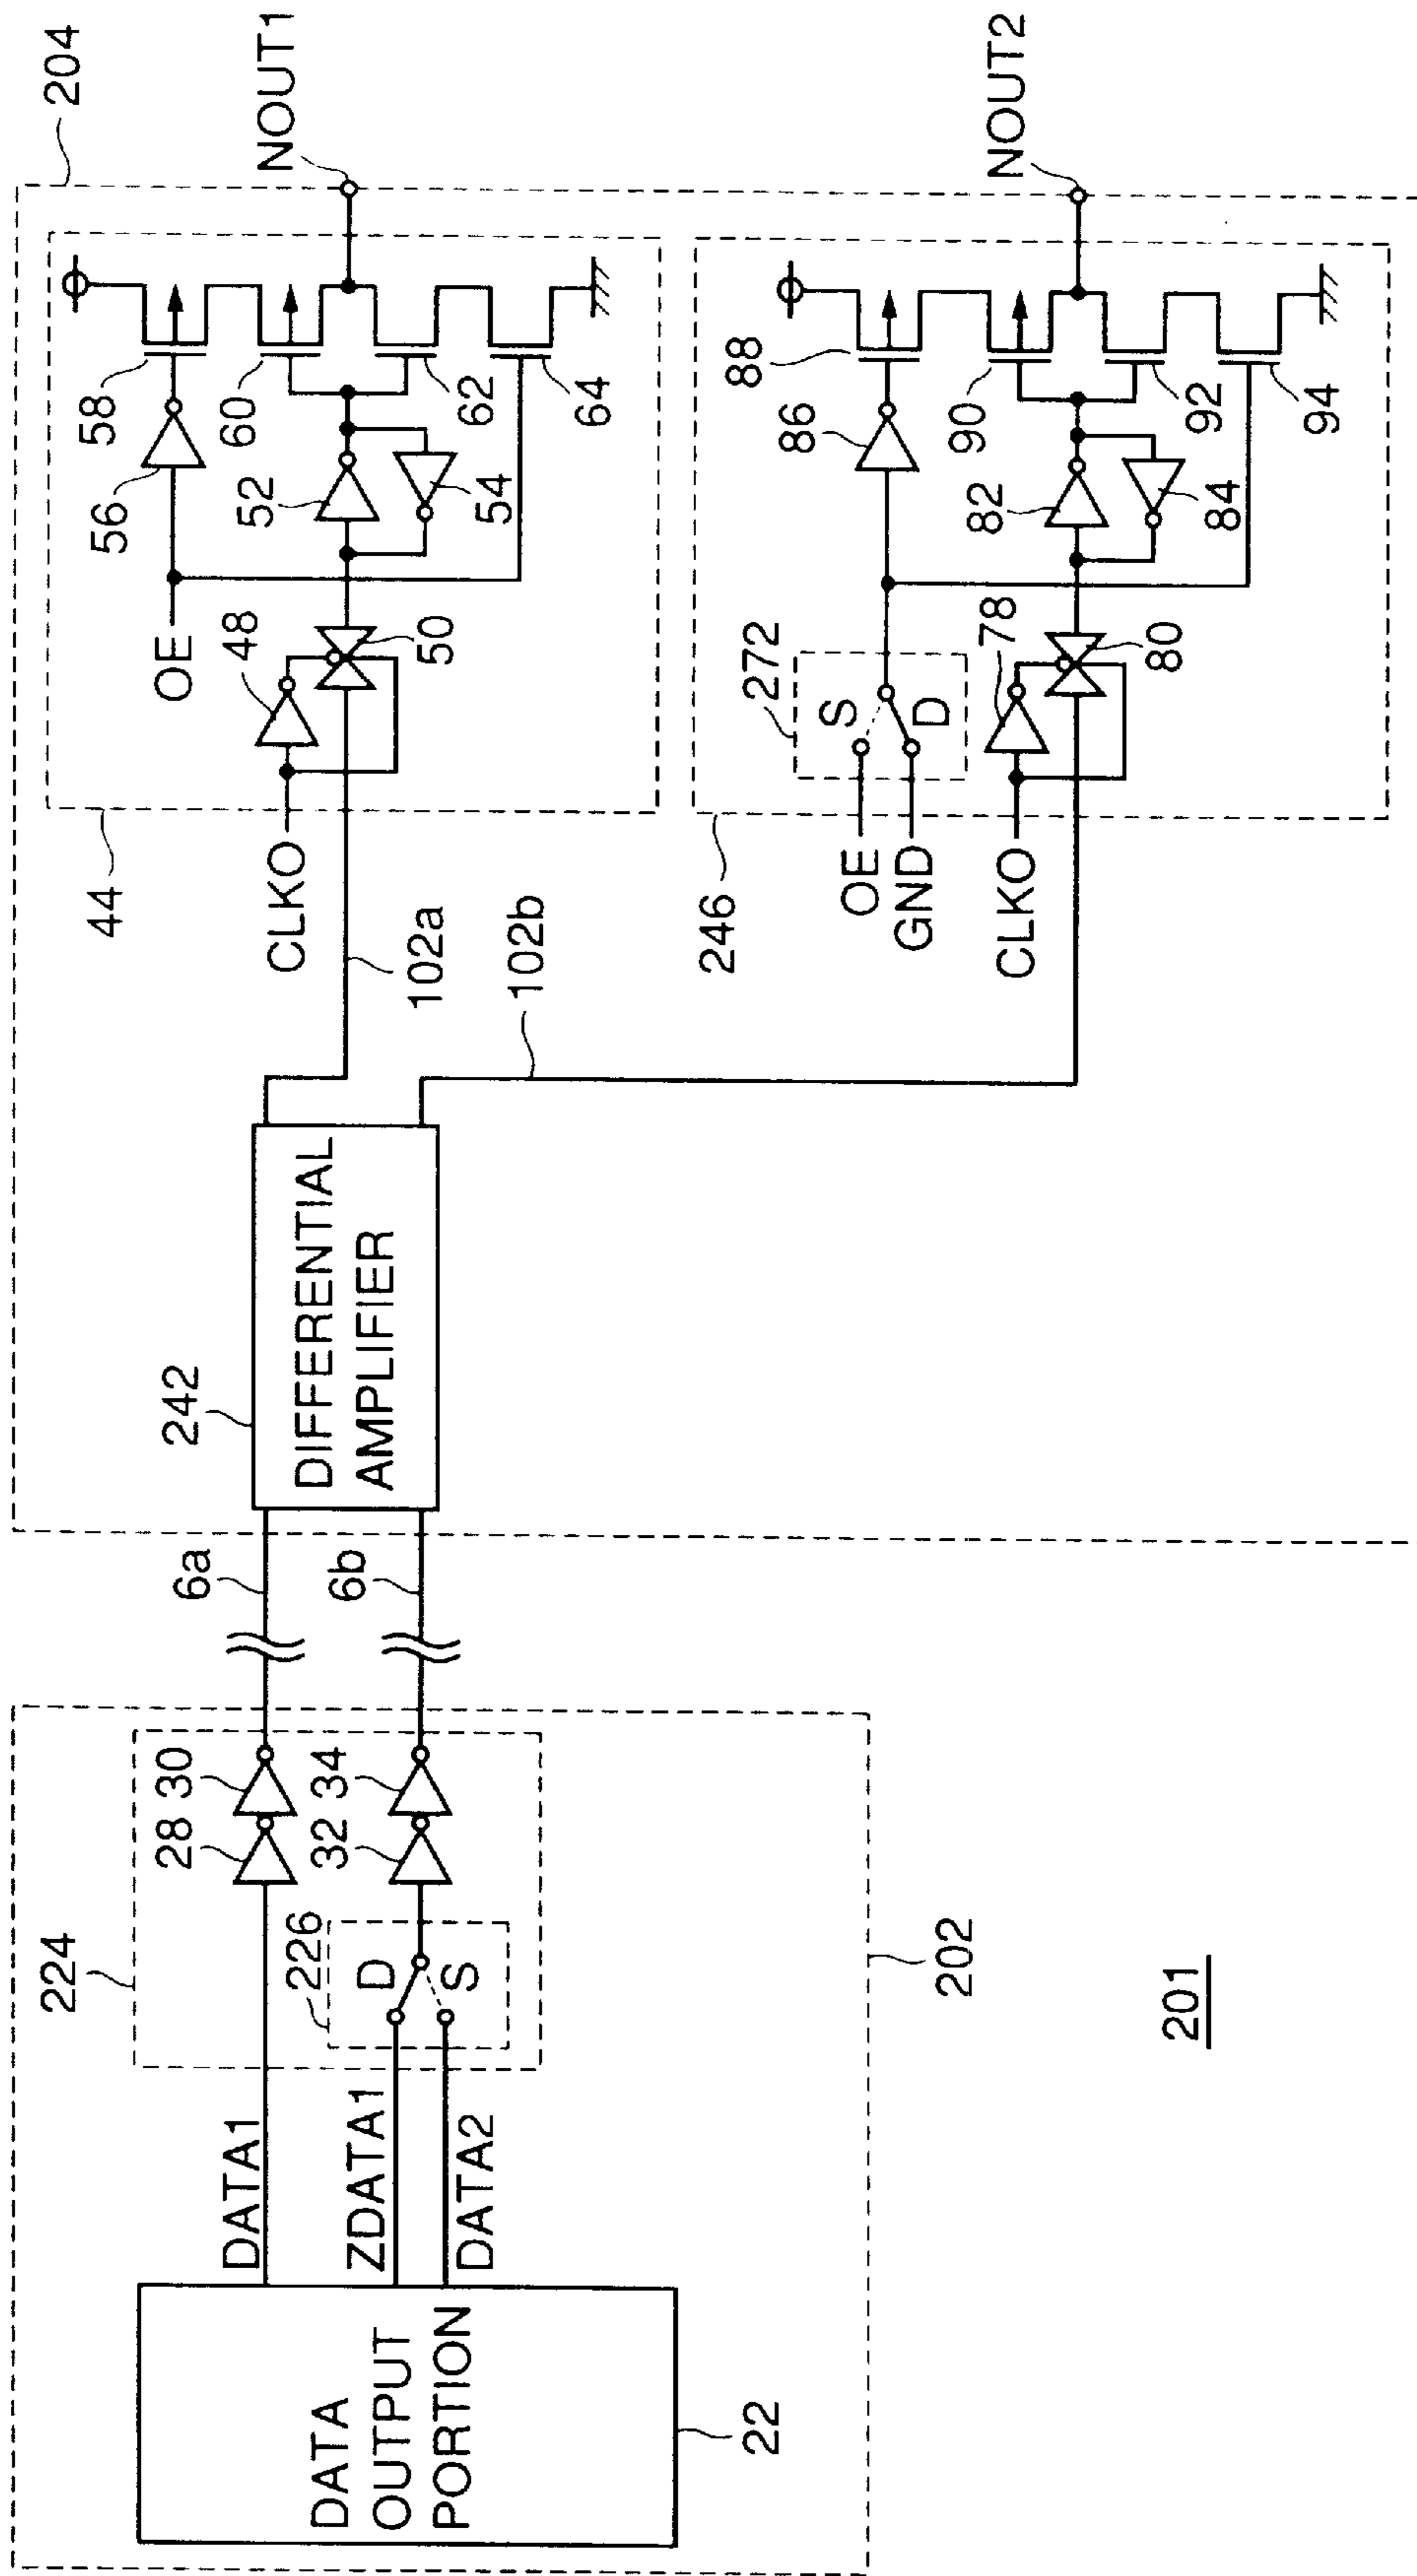 204
NOUT1
58
56
60
52
54
62
64
OE
48
50
44
CLKO
102a
102b
NOUT2
88
86
90
82
84
92
94
272
S
D
78
80
OE
GND
246
CLKO
242
DIFFERENTIAL
AMPLIFIER
6a
6b
30
28
34
32
224
226
D
S
202
DATA1
ZDATA1
DATA2
DATA
OUTPUT
PORTION
22
201